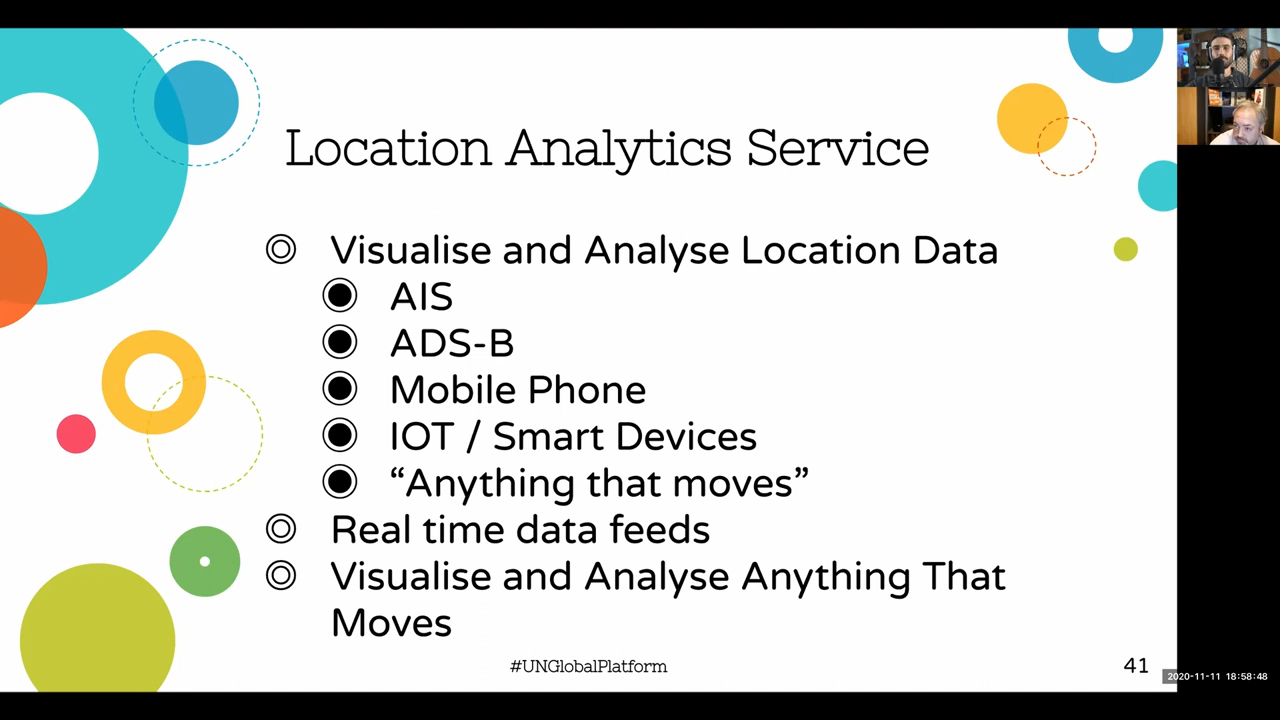 Location Analytics Service
Visualise and Analyse Location Data
AIS
ADS-B
Mobile Phone
IOT / Smart Devices
“Anything that moves”
Real time data feeds
Visualise and Analyse Anything That
Moves
#UNGlobalPlatform
41
2020-11-11 18:58:48